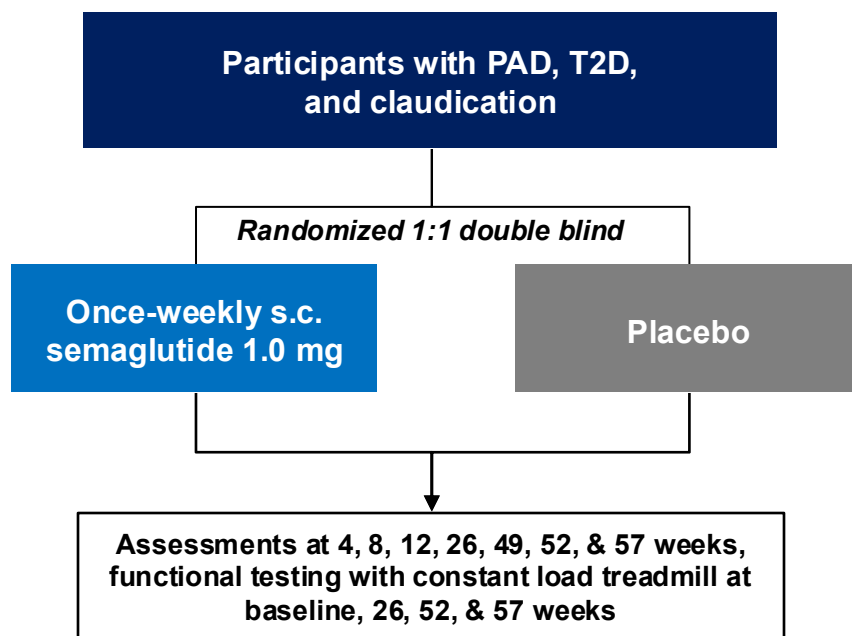 Participants with PAD, T2D,
and claudication
Randomized 1:1 double blind
Once-weekly s.c.
semaglutide 1.0 mg
Placebo
Assessments at 4, 8, 12, 26, 49, 52, & 57 weeks,
functional testing with constant load treadmill at
baseline, 26, 52, & 57 weeks